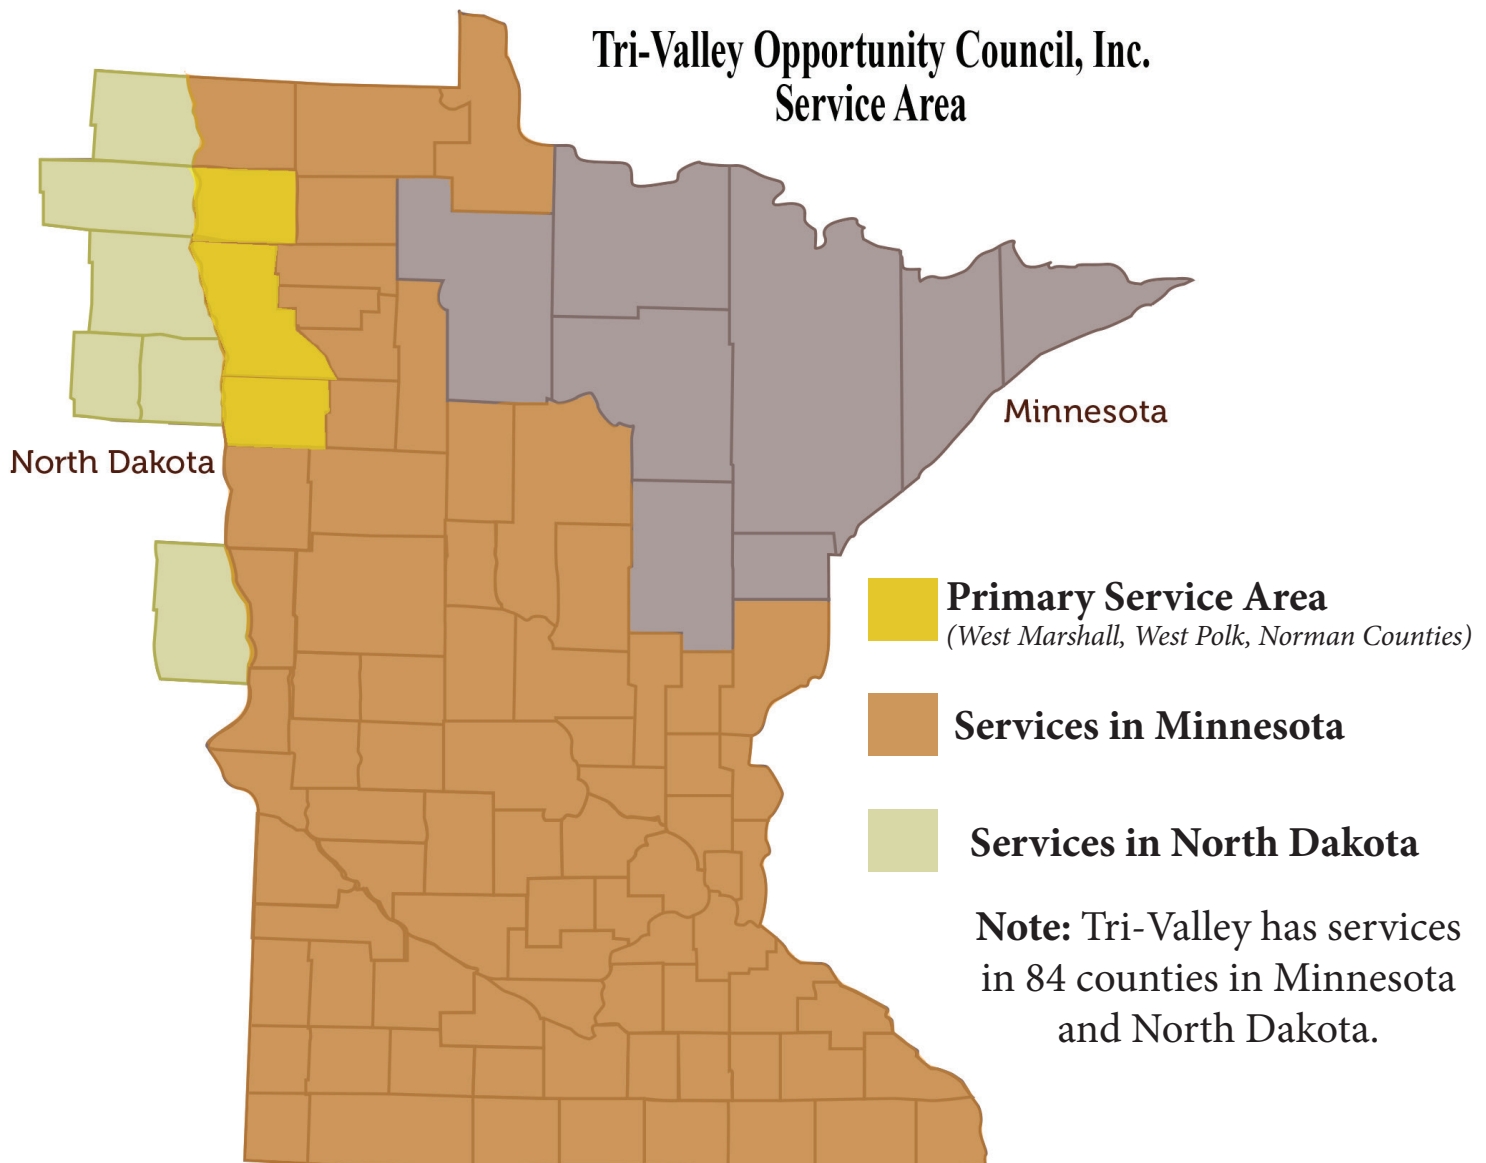 Tri-Valley Opportunity Council, Inc.
Service Area
Minnesota
North Dakota
Primary Service Area
(West Marshall, West Polk, Norman Counties)
Services in Minnesota
Services in North Dakota
Note: Tri-Valley has services
in 84 counties in Minnesota
and North Dakota.